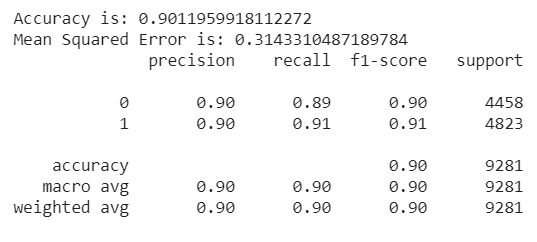 Accuracy is: 0.9011959918112272
Mean Squared Error is: 0.3143310487189784
precision recall f1-score support
0 0.90 0.89 0.90 4458
1 0.90 0.91 0.91 4823
accuracy 0.90 9281
macro avg 0.90 0.90 0.90 9281
weighted avg 0.90 0.90 0.90 9281